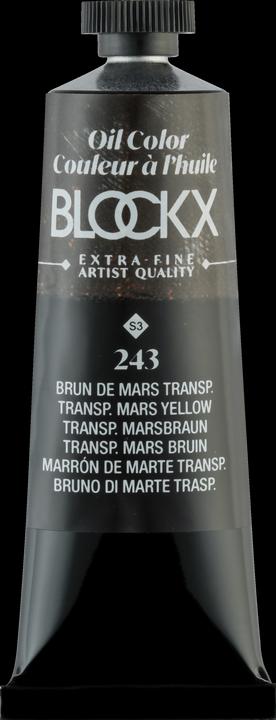 Oil Color
Couleur à l'huile
BLOCKX
EXTRA-FINE
ARTIST QUALITY
S3
243
BRUN DE MARS TRANSP.
TRANSP. MARS YELLOW
TRANSP. MARSBRAUN
TRANSP. MARS BRUIN
MARRÓN DE MARTE TRANSP.
BRUNO DI MARTE TRASP.